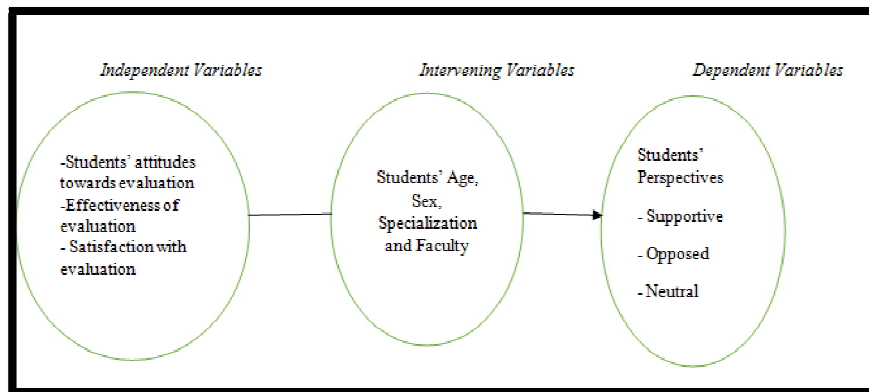 Independent Variables
Intervening Variables
Dependent Variables
-Students’ attitudes
towards evaluation
-Effectiveness of
evaluation
- Satisfaction with
evaluation
Students’ Age,
Sex,
Specialization
and Faculty
Students’
Perspectives
- Supportive
- Opposed
- Neutral